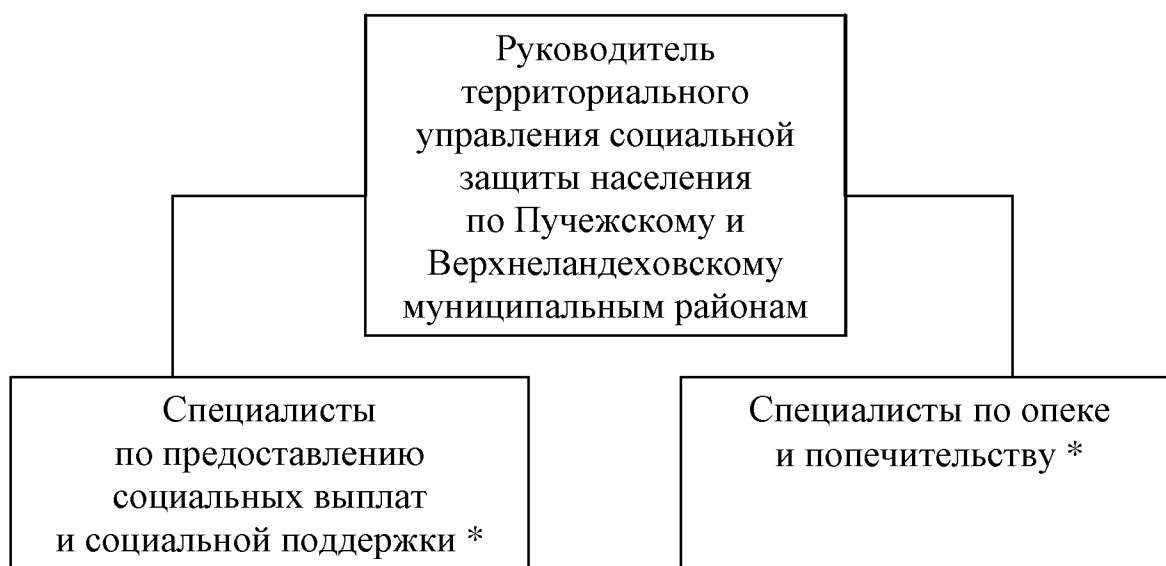 Руководитель
территориального
управления социальной
защиты населения
по Пучежскому и
Верхнеландеховскому
муниципальным районам
Специалисты
по предоставлению
социальных выплат
и социальной поддержки *
Специалисты по опеке
и попечительству *